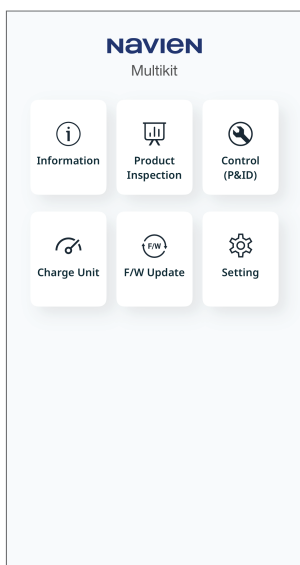 NAVIEN
Multikit
Information
Product
Inspection
Control
(P&ID)
Charge Unit
F/W
F/W Update
Setting